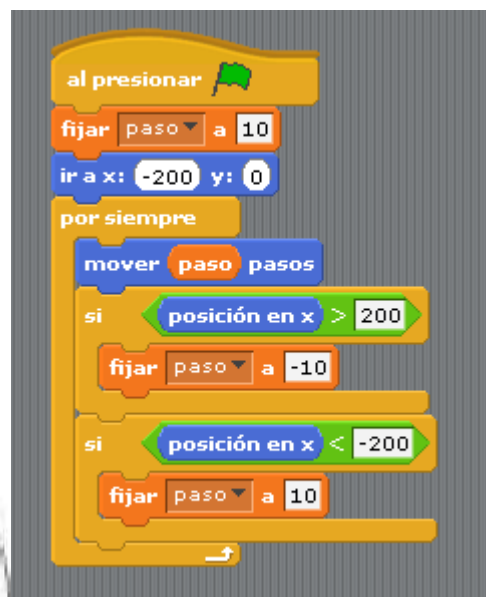 al presionar
fijar paso a 10
ir a x: -200 y: 0
por siempre
mover paso pasos
si posición en x > 200
fijar paso a -10
si posición en x < -200
fijar paso a 10